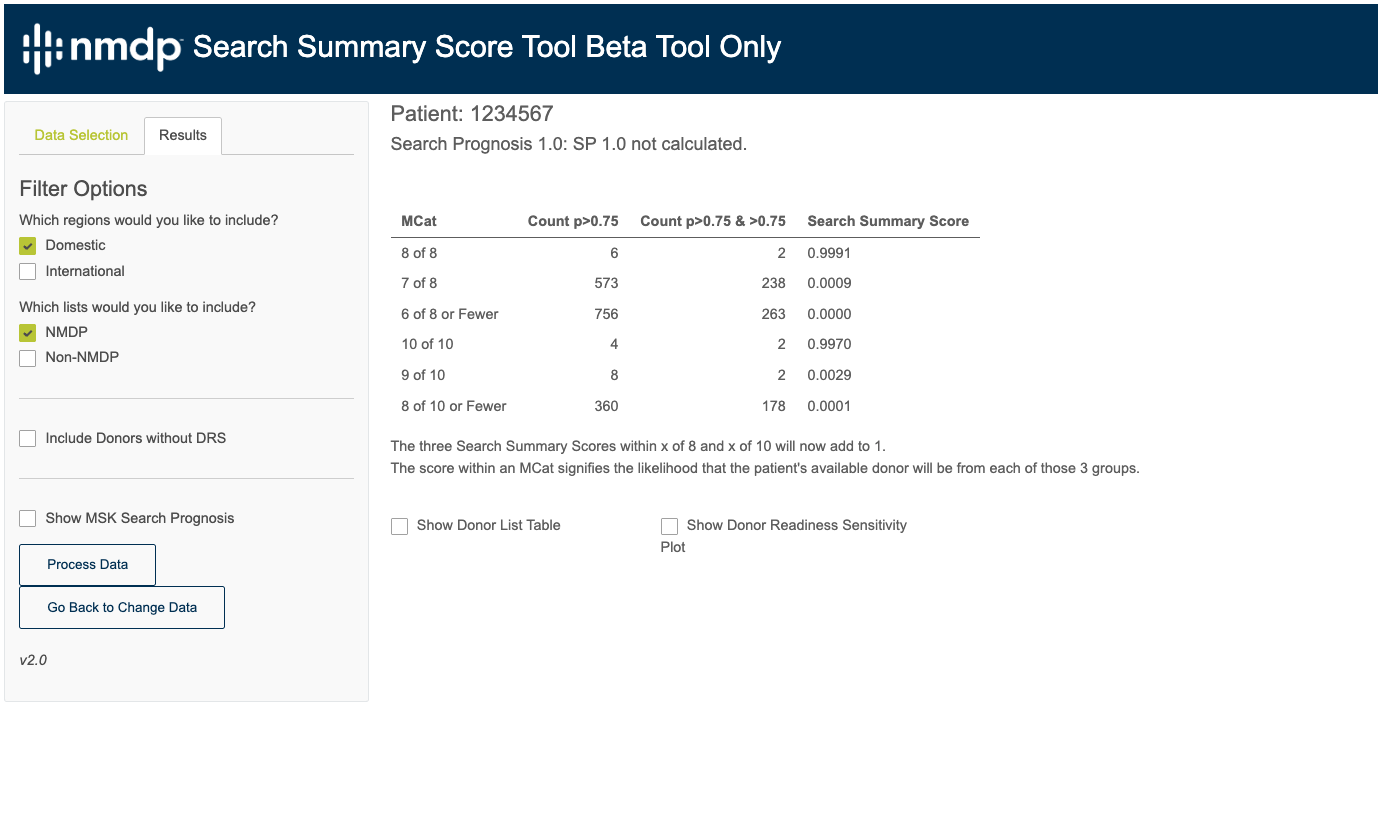 nmdp Search Summary Score Tool Beta Tool Only
Data Selection Results
Filter Options
Which regions would you like to include?
Domestic
International
Which lists would you like to include?
NMDP
Non-NMDP
Include Donors without DRS
Show MSK Search Prognosis
Process Data
Go Back to Change Data
v2.0
Patient: 1234567
Search Prognosis 1.0: SP 1.0 not calculated.
MCat Count p>0.75 Count p>0.75 & >0.75 Search Summary Score
8 of 8 6 2 0.9991
7 of 8 573 238 0.0009
6 of 8 or Fewer 756 263 0.0000
10 of 10 4 2 0.9970
9 of 10 8 2 0.0029
8 of 10 or Fewer 360 178 0.0001
The three Search Summary Scores within x of 8 and x of 10 will now add to 1.
The score within an MCat signifies the likelihood that the patient's available donor will be from each of those 3 groups.
Show Donor List Table
Show Donor Readiness Sensitivity
Plot